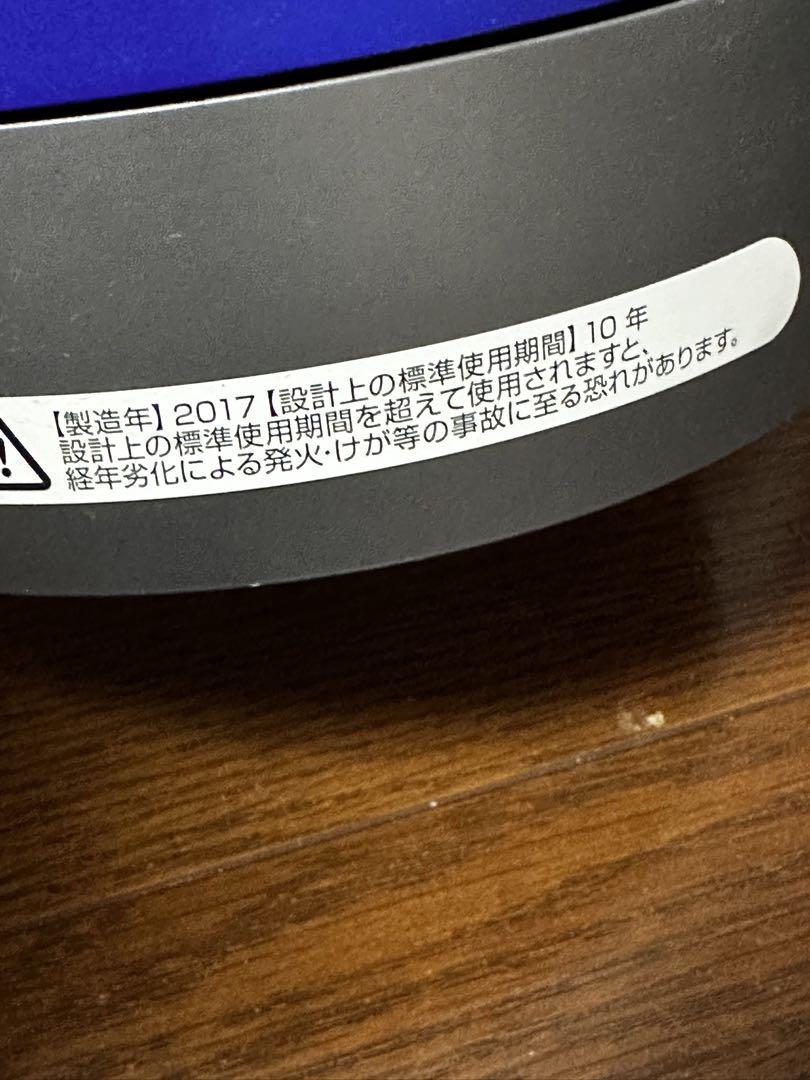 【製造年】2017【設計上の標準使用期間】10 年
設計上の標準使用期間を超えて使用されますと、
経年劣化による発火・けが等の事故に至る恐れがあります。